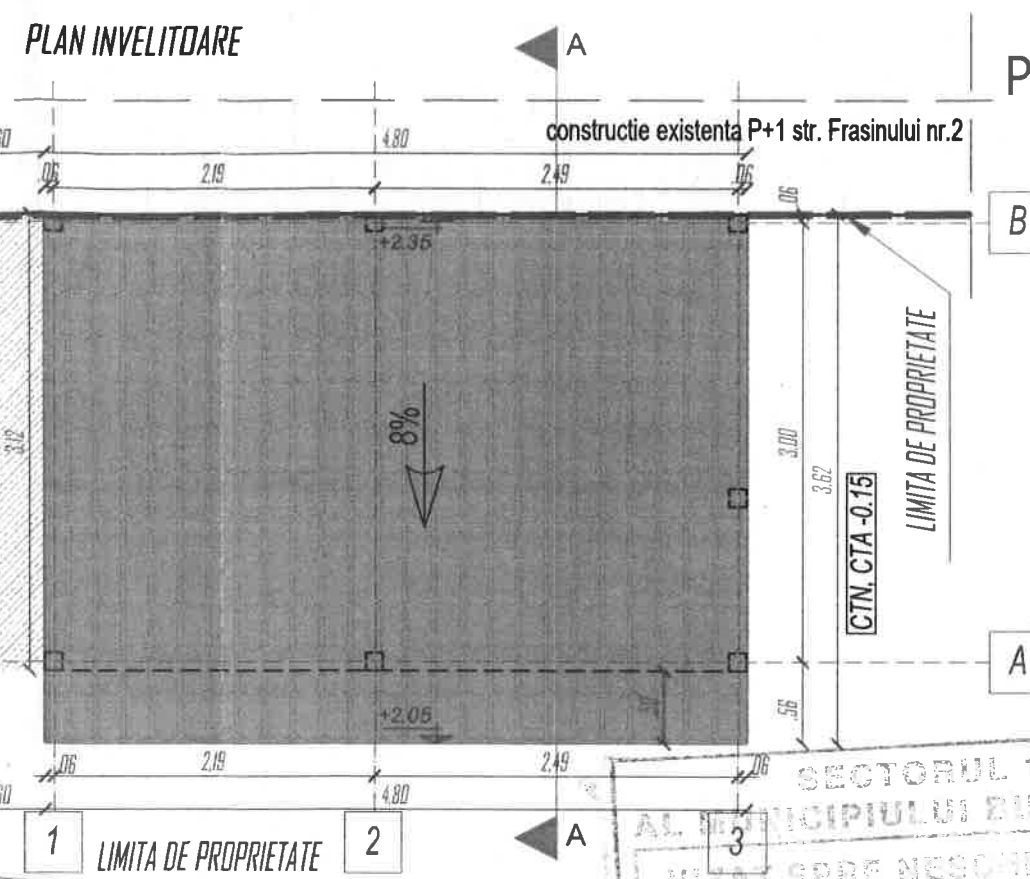 PLAN INVELITOARE
A
P
constructie existenta P+1 str. Frasinului nr.2
4.80
.06
2.19
2.49
.06
.06
B
+2.35
LIMITA DE PROPRIETATE
8%
3.12
3.00
3.62
CTN, CTA -0.15
A
.56
+2.05
.06
2.19
2.49
.06
4.80
SECTORUL
AL MUNICIPIULUI
SPRE
1
2
3
LIMITA DE PROPRIETATE
A